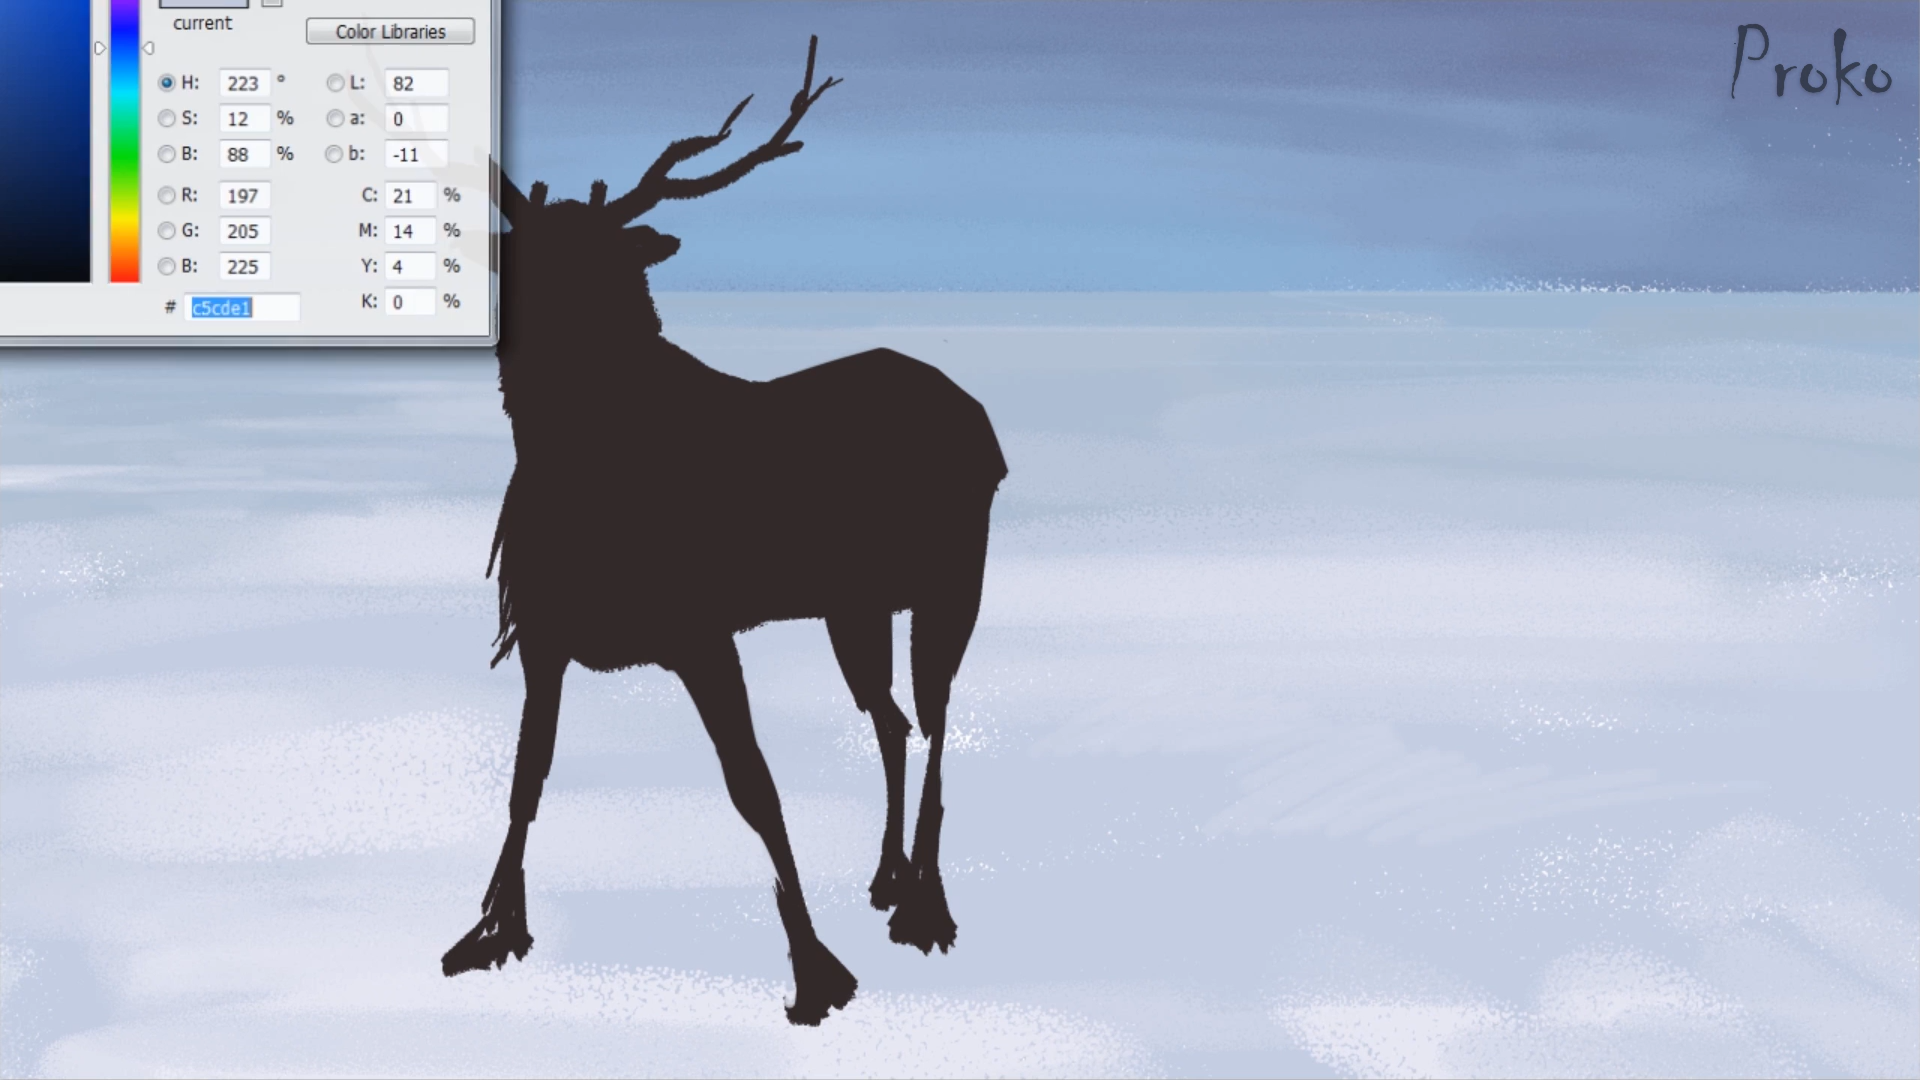 current
Color Libraries
Proko
H: 223 °
L: 82
S: 12 %
a: 0
B: 88 %
b: -11
R: 197
C: 21 %
G: 205
M: 14 %
B: 225
Y: 4 %
# c5cde1
K: 0 %